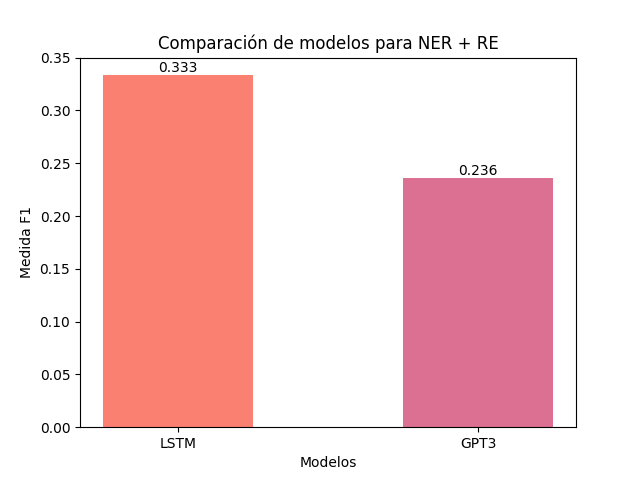 Comparación de modelos para NER + RE
0.35
0.30
0.25
0.20
0.15
0.10
0.05
0.00
Medida F1
0.333
0.236
LSTM
GPT3
Modelos